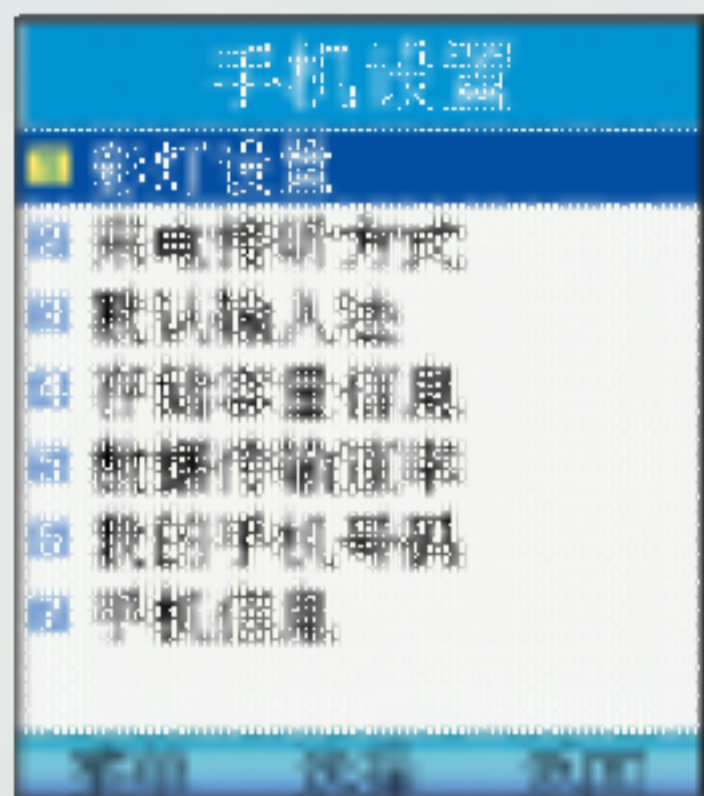 手机设置
彩灯设置
来电接听方式
默认输入法
存储容量信息
数据传输速率
我的手机号码
手机信息
选择 返回